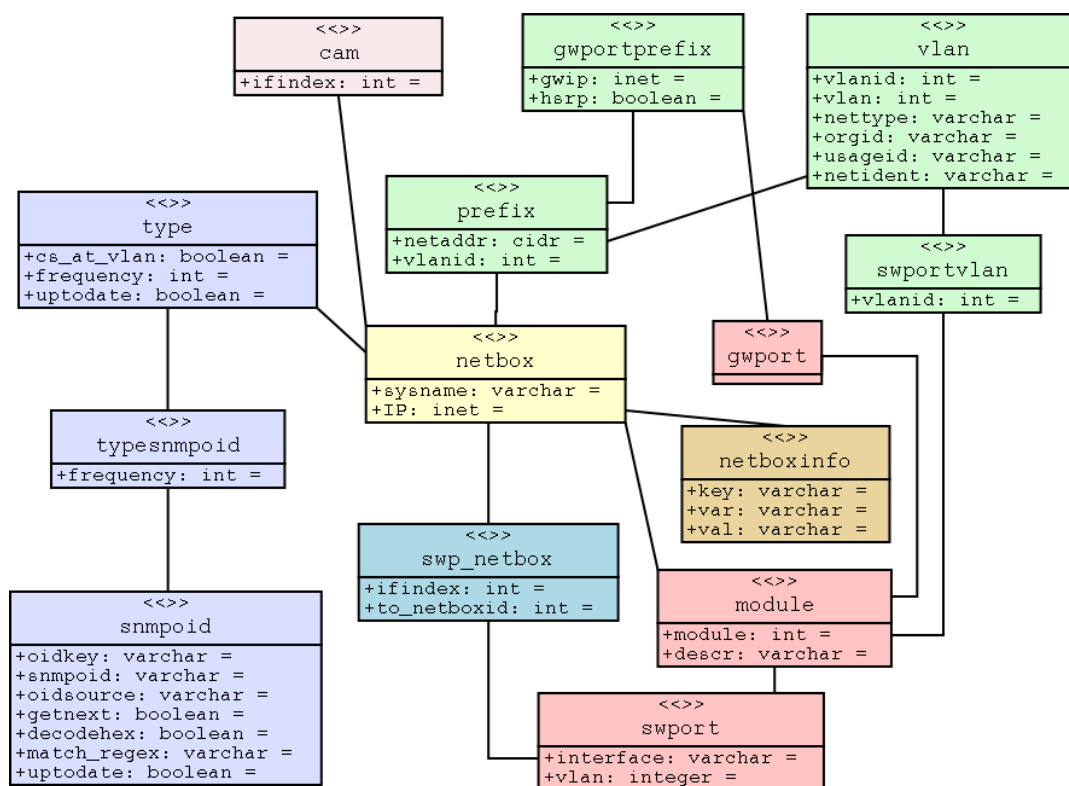 <<>>
cam
+ifindex: int =
<<>>
gwportprefix
+gwip: inet =
+hsrp: boolean =
<<>>
vlan
+vlanid: int =
+vlan: int =
+nettype: varchar =
+orgid: varchar =
+usageid: varchar =
+netident: varchar =
<<>>
type
+cs_at_vlan: boolean =
+frequency: int =
+uptodate: boolean =
<<>>
prefix
+netaddr: cidr =
+vlanid: int =
<<>>
swportvlan
+vlanid: int =
<<>>
netbox
+sysname: varchar =
+IP: inet =
<<>>
gwport
<<>>
typesnmpoid
+frequency: int =
<<>>
netboxinfo
+key: varchar =
+var: varchar =
+val: varchar =
<<>>
swp_netbox
+ifindex: int =
+to_netboxid: int =
<<>>
module
+module: int =
+descr: varchar =
<<>>
snmpoid
+oidkey: varchar =
+snmpoid: varchar =
+oidsource: varchar =
+getnext: boolean =
+decodehex: boolean =
+match_regex: varchar =
+uptodate: boolean =
<<>>
swport
+interface: varchar =
+vlan: integer =